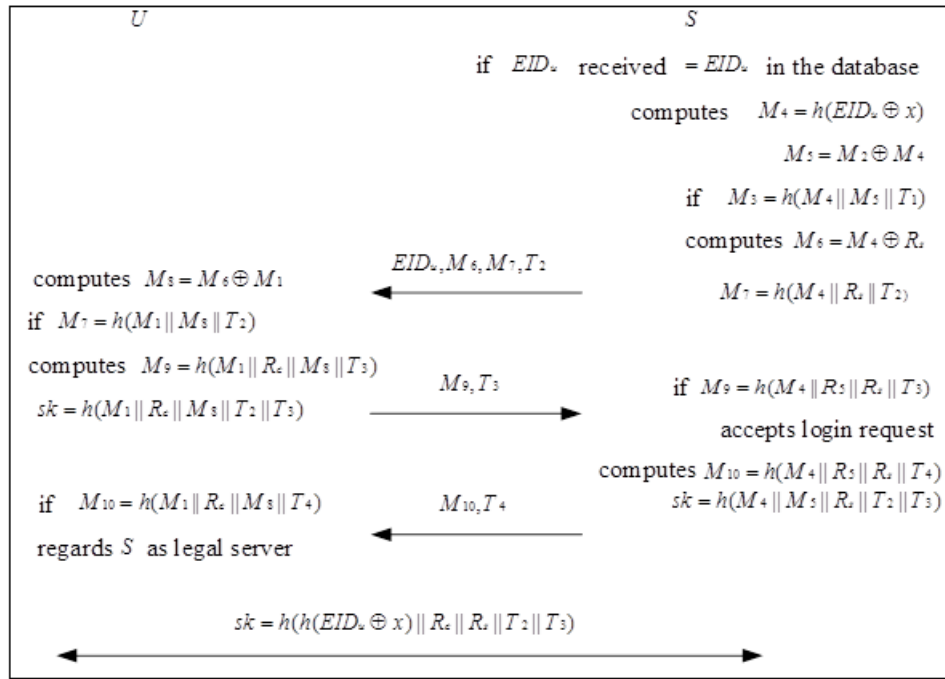 U S
if EIDᵤ received = EIDᵤ in the database
computes M₄ = h(EIDᵤ ⊕ x)
M₅ = M₂ ⊕ M₄
if M₃ = h(M₄ || M₅ || T₁)
computes M₆ = M₄ ⊕ Rₛ
EIDᵤ, M₆, M₇, T₂
M₇ = h(M₄ || Rₛ || T₂)
computes M₈ = M₆ ⊕ M₁
if M₇ = h(M₁ || M₈ || T₂)
computes M₉ = h(M₁ || R_c || M₈ || T₃)
sk = h(M₁ || R_c || M₈ || T₂ || T₃)
M₉, T₃
if M₉ = h(M₄ || R₅ || Rₛ || T₃)
accepts login request
computes M₁₀ = h(M₄ || R₅ || Rₛ || T₄)
sk = h(M₄ || M₅ || Rₛ || T₂ || T₃)
if M₁₀ = h(M₁ || R_c || M₈ || T₄)
M₁₀, T₄
regards S as legal server
sk = h(h(EIDᵤ ⊕ x) || R_c || Rₛ || T₂ || T₃)